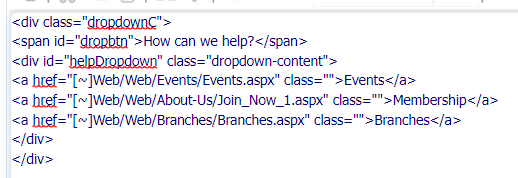 <div class="dropdownC">
<span id="dropbtn">How can we help?</span>
<div id="helpDropdown" class="dropdown-content">
<a href="[~]Web/Web/Events/Events.aspx" class="">Events</a>
<a href="[~]Web/Web/About-Us/Join_Now_1.aspx" class="">Membership</a>
<a href="[~]Web/Web/Branches/Branches.aspx" class="">Branches</a>
</div>
</div>